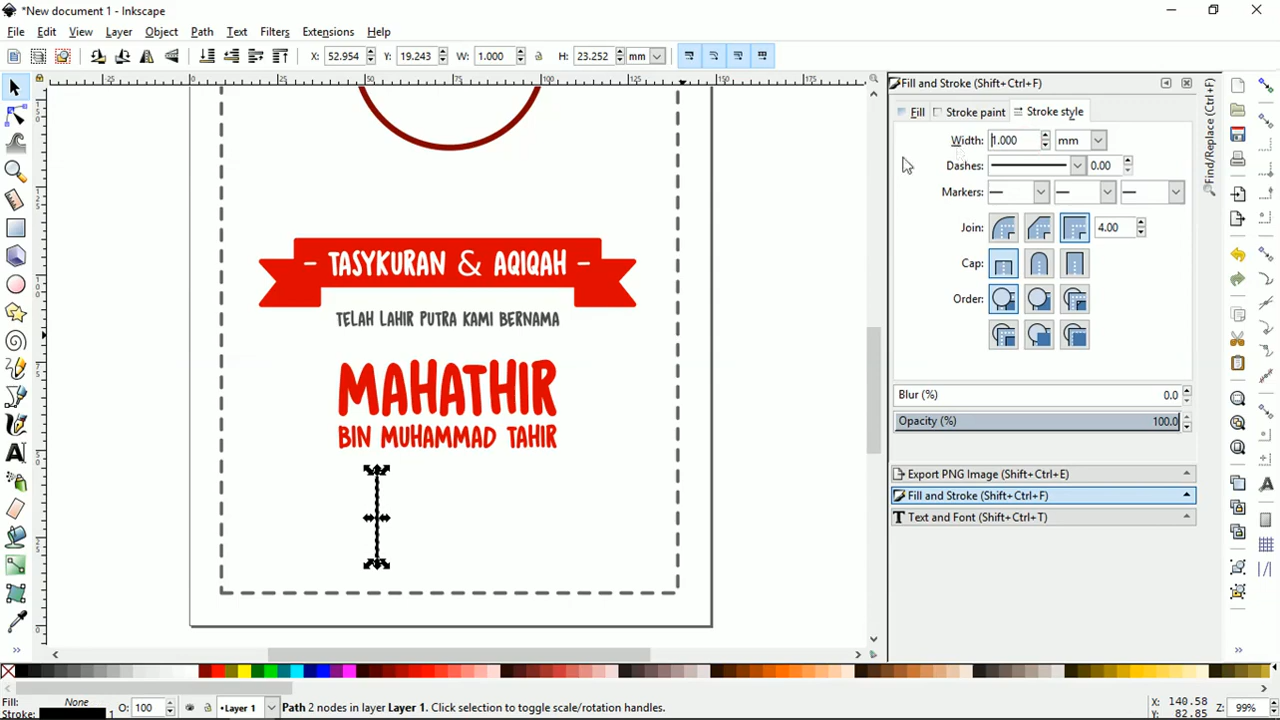 *New document 1 - Inkscape
File Edit View Layer Object Path Text Filters Extensions Help
X: 52.954 Y: 19.243 W: 1.000 H: 23.252 mm
Fill and Stroke (Shift+Ctrl+F)
Fill Stroke paint Stroke style
Width: 1.000 mm
Dashes: 0.00
Markers:
Join: 4.00
Cap:
Order:
Blur (%) 0.0
Opacity (%) 100.0
Export PNG Image (Shift+Ctrl+E)
Fill and Stroke (Shift+Ctrl+F)
Text and Font (Shift+Ctrl+T)
Find/Replace (Ctrl+F)
- TASYKURAN & AQIQAH -
TELAH LAHIR PUTRA KAMI BERNAMA
MAHATHIR
BIN MUHAMMAD TAHIR
Fill: None
Stroke: 1
O: 100
•Layer 1
Path 2 nodes in layer Layer 1. Click selection to toggle scale/rotation handles.
X: 140.58
Y: 82.85
Z: 99%